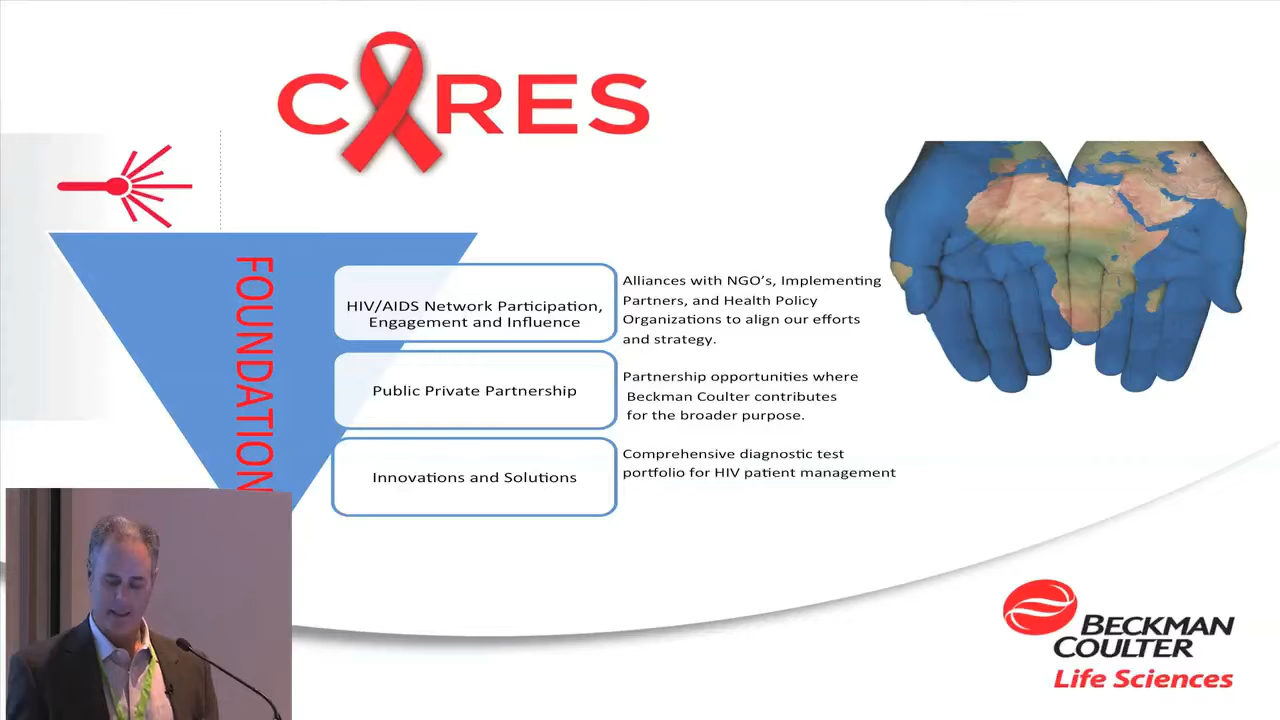 CARES
FOUNDATION
HIV/AIDS Network Participation,
Engagement and Influence
Alliances with NGO’s, Implementing
Partners, and Health Policy
Organizations to align our efforts
and strategy.
Public Private Partnership
Partnership opportunities where
Beckman Coulter contributes
for the broader purpose.
Innovations and Solutions
Comprehensive diagnostic test
portfolio for HIV patient management
BECKMAN
COULTER
Life Sciences